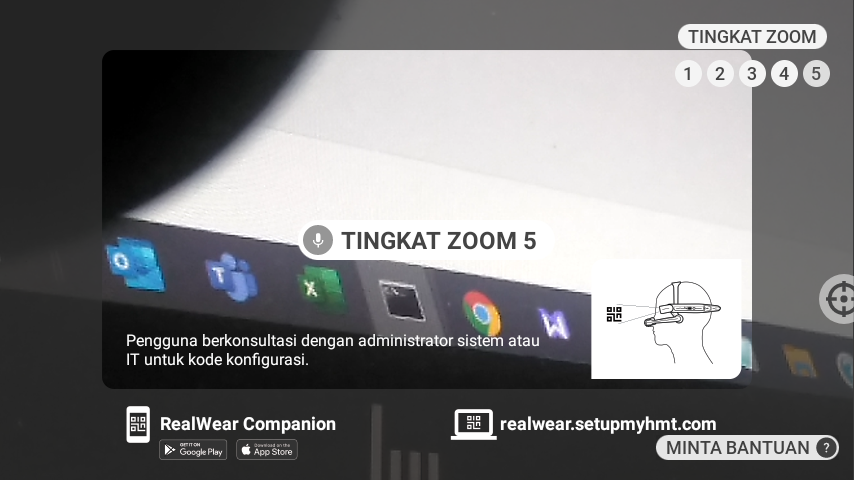 TINGKAT ZOOM
1 2 3 4 5
TINGKAT ZOOM 5
Pengguna berkonsultasi dengan administrator sistem atau
IT untuk kode konfigurasi.
RealWear Companion
GET IT ON
Google Play
Download on the
App Store
realwear.setupmyhmt.com
MINTA BANTUAN ?